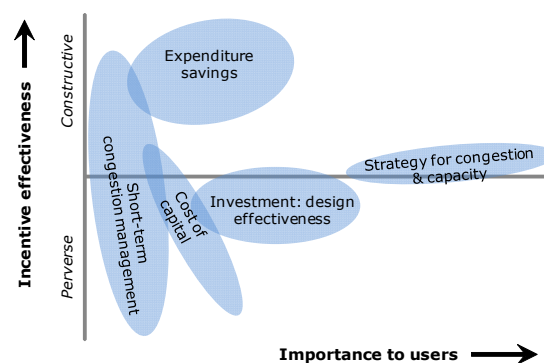 Incentive effectiveness
Constructive
Perverse
Expenditure
savings
Short-term
congestion management
Cost of
capital
Investment: design
effectiveness
Strategy for congestion
& capacity
Importance to users